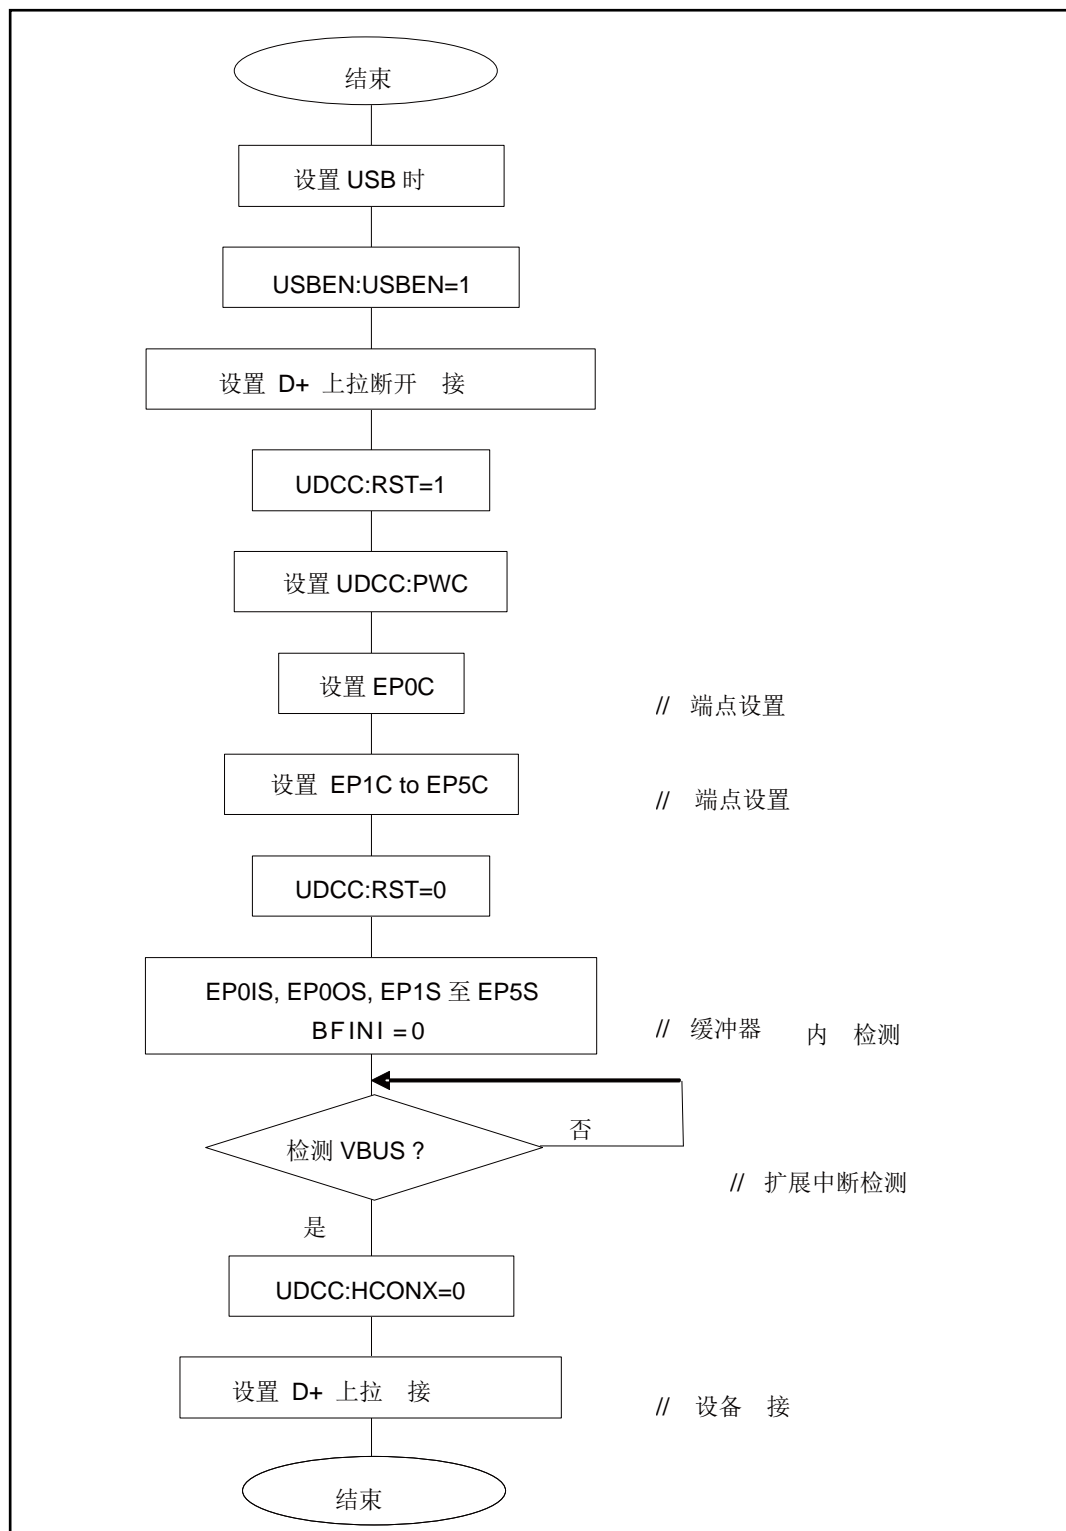 结束
设置 USB 时
USBEN:USBEN=1
设置 D+ 上拉断开 接
UDCC:RST=1
设置 UDCC:PWC
设置 EP0C
// 端点设置
设置 EP1C to EP5C
// 端点设置
UDCC:RST=0
EP0IS, EP0OS, EP1S 至 EP5S
BFINI = 0
// 缓冲器 内 检测
否
检测 VBUS ?
// 扩展中断检测
是
UDCC:HCONX=0
设置 D+ 上拉 接
// 设备 接
结束